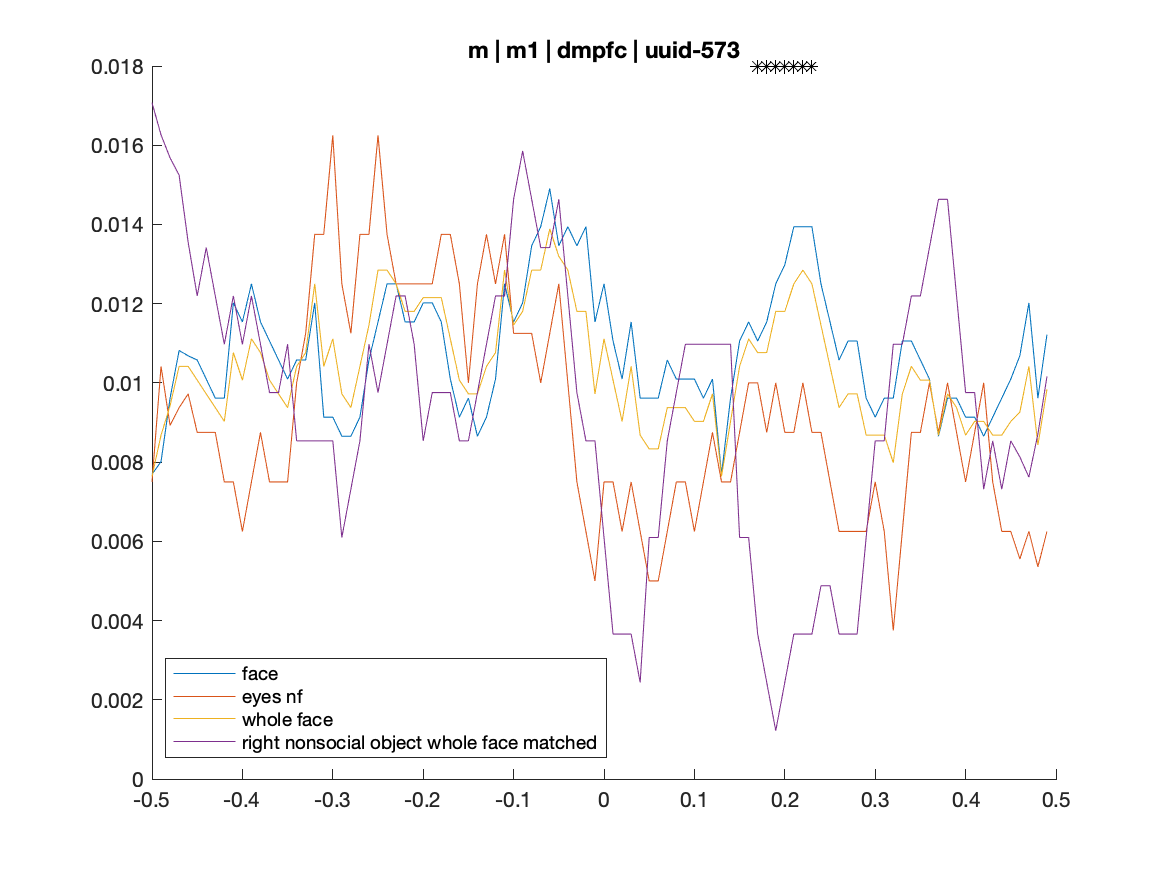 m | m1 | dmpfc | uuid-573
*******
0.018
0.016
0.014
0.012
0.01
0.008
0.006
0.004
0.002
0
face
eyes nf
whole face
right nonsocial object whole face matched
-0.5 -0.4 -0.3 -0.2 -0.1 0 0.1 0.2 0.3 0.4 0.5